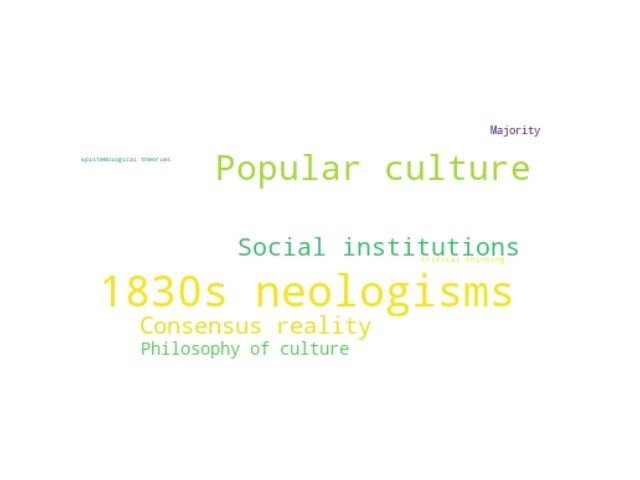 Majority
Epistemological theories
Popular culture
Social institutions
Critical thinking
1830s neologisms
Consensus reality
Philosophy of culture